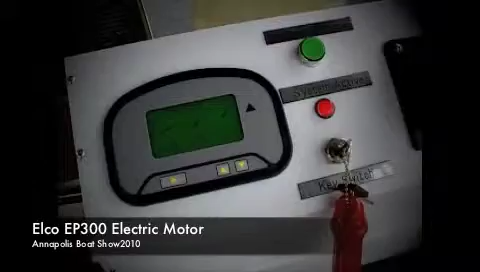 System Active
Key Switch
Elco EP300 Electric Motor
Annapolis Boat Show2010